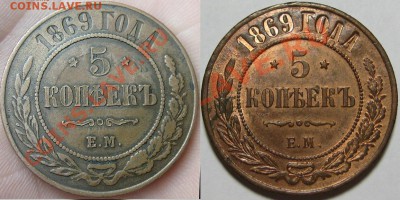 COINS.LAVE.RU
1869 ГОДА
5
КОПѢЕКЪ
Е.М.
1869 ГОДА
5
КОПѢЕКЪ
Е.М.